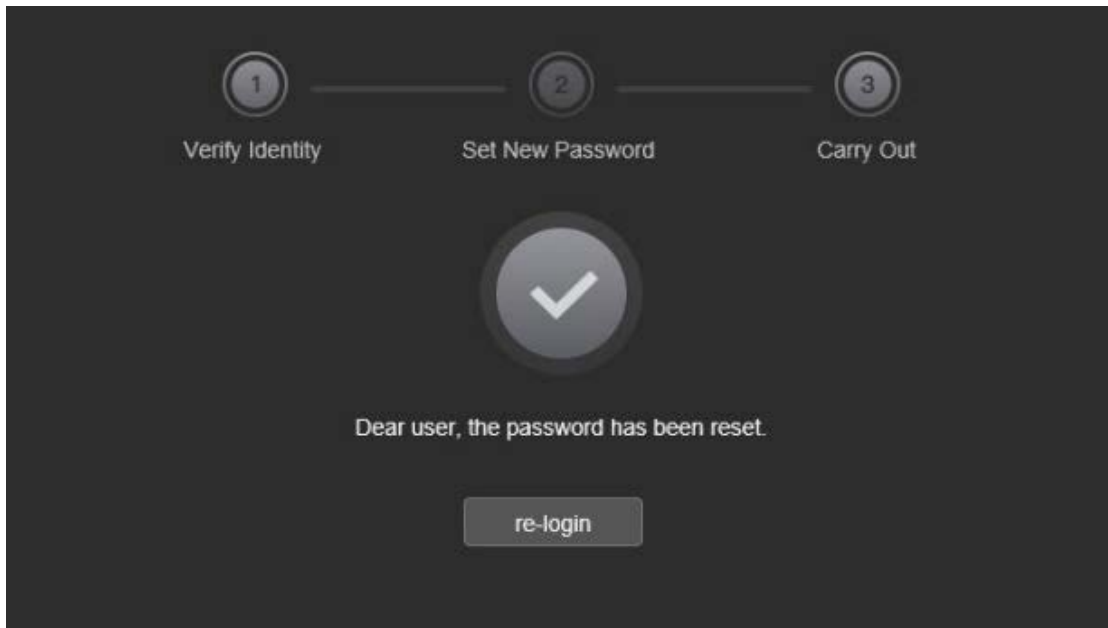 1 2 3
Verify Identity Set New Password Carry Out
Dear user, the password has been reset.
re-login